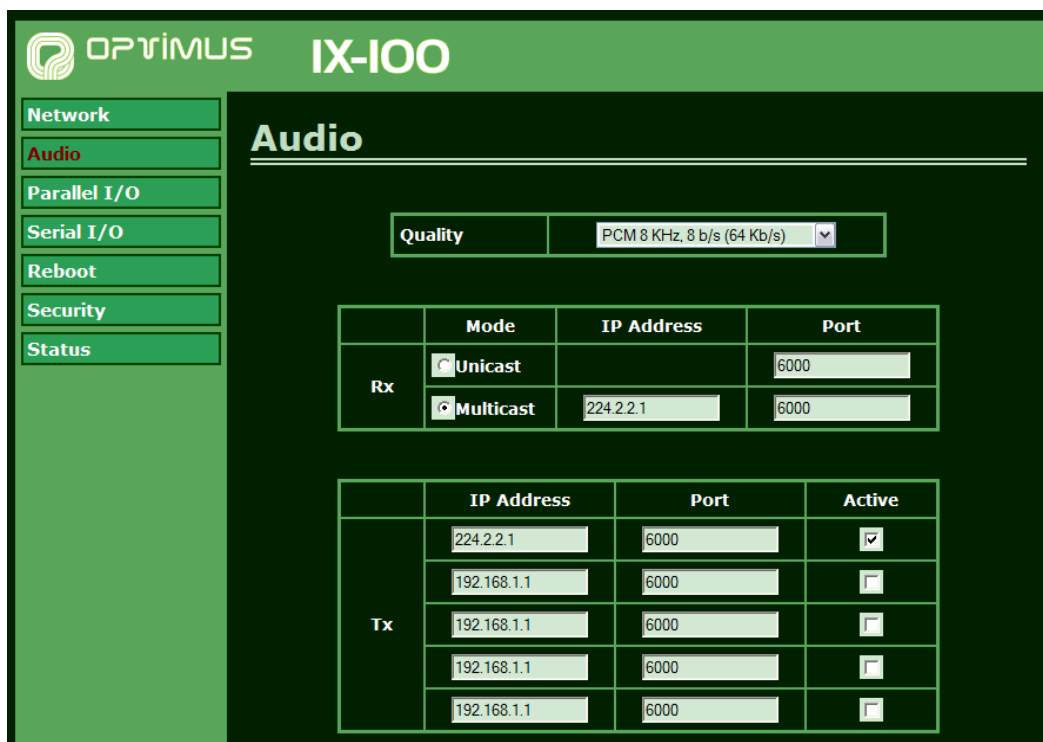 OPTIMUS IX-100
Network
Audio
Parallel I/O
Serial I/O
Reboot
Security
Status
Audio
Quality PCM 8 KHz, 8 b/s (64 Kb/s)
Mode IP Address Port
Rx
Unicast 6000
Multicast 224.2.2.1 6000
IP Address Port Active
Tx
224.2.2.1 6000
192.168.1.1 6000
192.168.1.1 6000
192.168.1.1 6000
192.168.1.1 6000